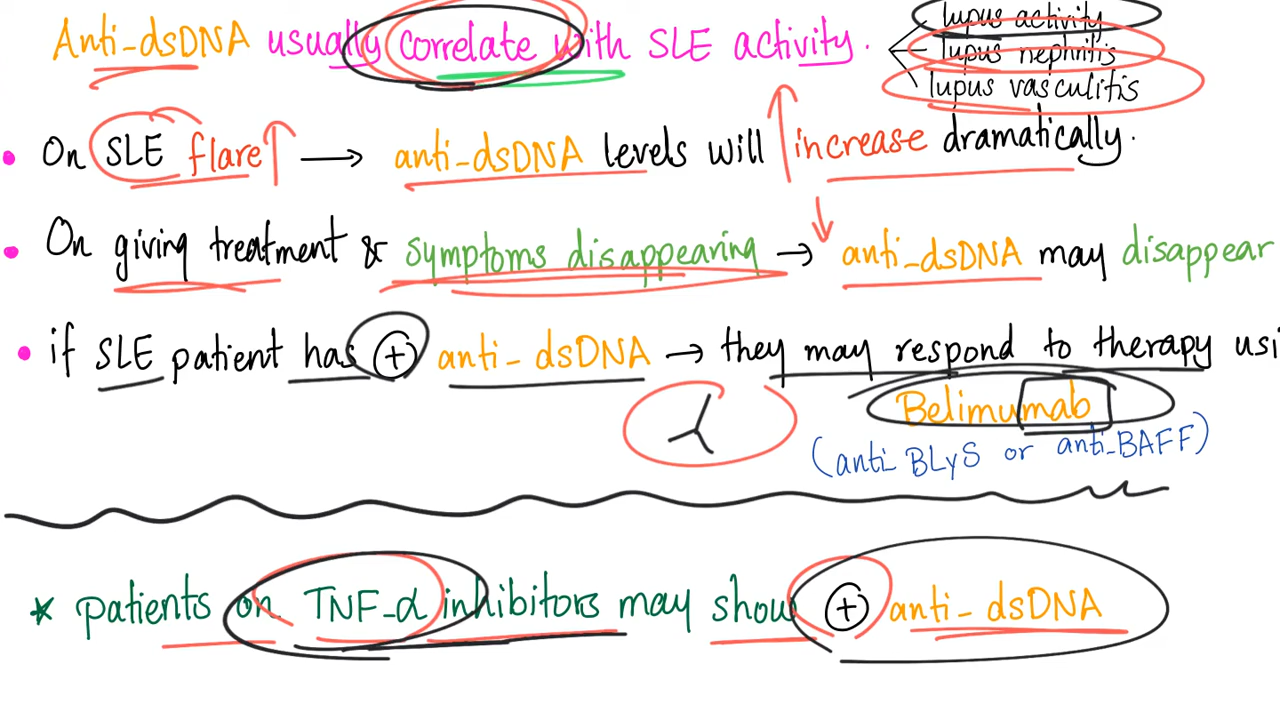 Anti-dsDNA usually correlate with SLE activity.
lupus activity
lupus nephritis
lupus vasculitis
• On SLE flare ↑ → anti-dsDNA levels will ↑ increase dramatically.
• On giving treatment & symptoms disappearing → ↓ anti-dsDNA may disappear
• if SLE patient has (+) anti-dsDNA → they may respond to therapy usi
Belimumab
(anti-BLyS or anti-BAFF)
* patients on TNF-α inhibitors may show (+) anti-dsDNA